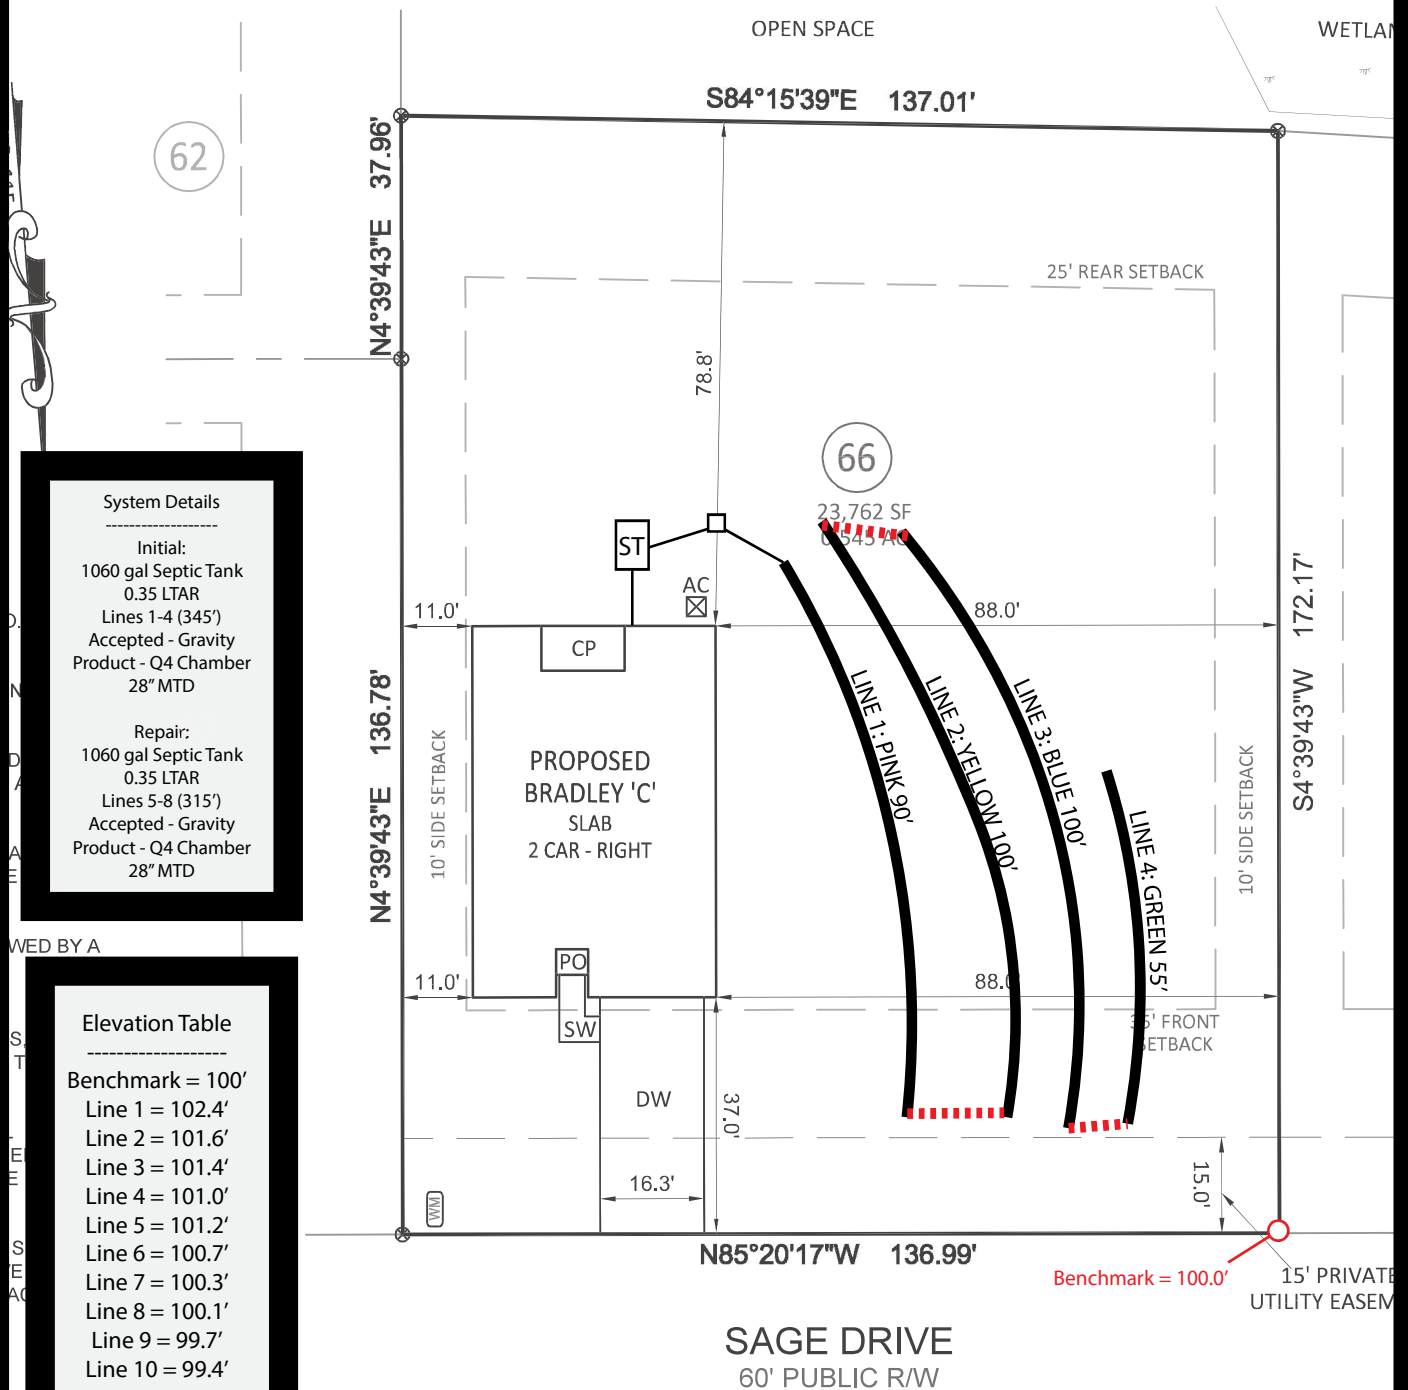 OPEN SPACE
S84°15'39"E 137.01'
62
N4°39'43"E 37.96'
25' REAR SETBACK
78.8'
66
23,762 SF
0.545
System Details
-------------------
Initial:
1060 gal Septic Tank
0.35 LTAR
Lines 1-4 (345')
Accepted - Gravity
Product - Q4 Chamber
28" MTD
Repair:
1060 gal Septic Tank
0.35 LTAR
Lines 5-8 (315')
Accepted - Gravity
Product - Q4 Chamber
28" MTD
ST
AC
11.0'
88.0'
CP
N4°39'43"E 136.78'
10' SIDE SETBACK
PROPOSED
BRADLEY 'C'
SLAB
2 CAR - RIGHT
LINE 1: PINK 90'
LINE 2: YELLOW 100'
LINE 3: BLUE 100'
LINE 4: GREEN 55'
10' SIDE SETBACK
S4°39'43"W 172.17'
WED BY A
PO
11.0'
88.0'
SW
35' FRONT
SETBACK
DW
37.0'
16.3'
15.0'
WM
Elevation Table
-------------------
Benchmark = 100'
Line 1 = 102.4'
Line 2 = 101.6'
Line 3 = 101.4'
Line 4 = 101.0'
Line 5 = 101.2'
Line 6 = 100.7'
Line 7 = 100.3'
Line 8 = 100.1'
Line 9 = 99.7'
Line 10 = 99.4'
N85°20'17"W 136.99'
Benchmark = 100.0'
15' PRIVATE
UTILITY EASEM
SAGE DRIVE
60' PUBLIC R/W